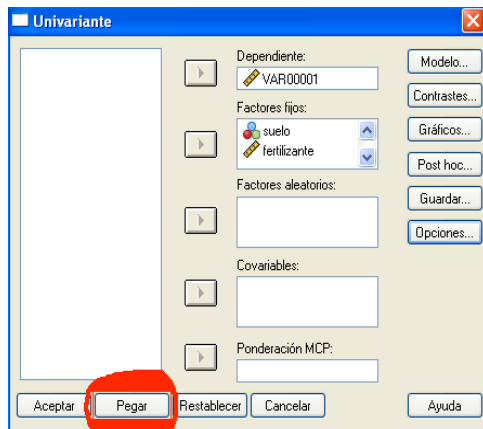 Univariante
Dependiente:
VAR00001
Factores fijos:
suelo
fertilizante
Factores aleatorios:
Covariables:
Ponderación MCP:
Modelo...
Contrastes...
Gráficos...
Post hoc...
Guardar...
Opciones...
Aceptar
Pegar
Restablecer
Cancelar
Ayuda